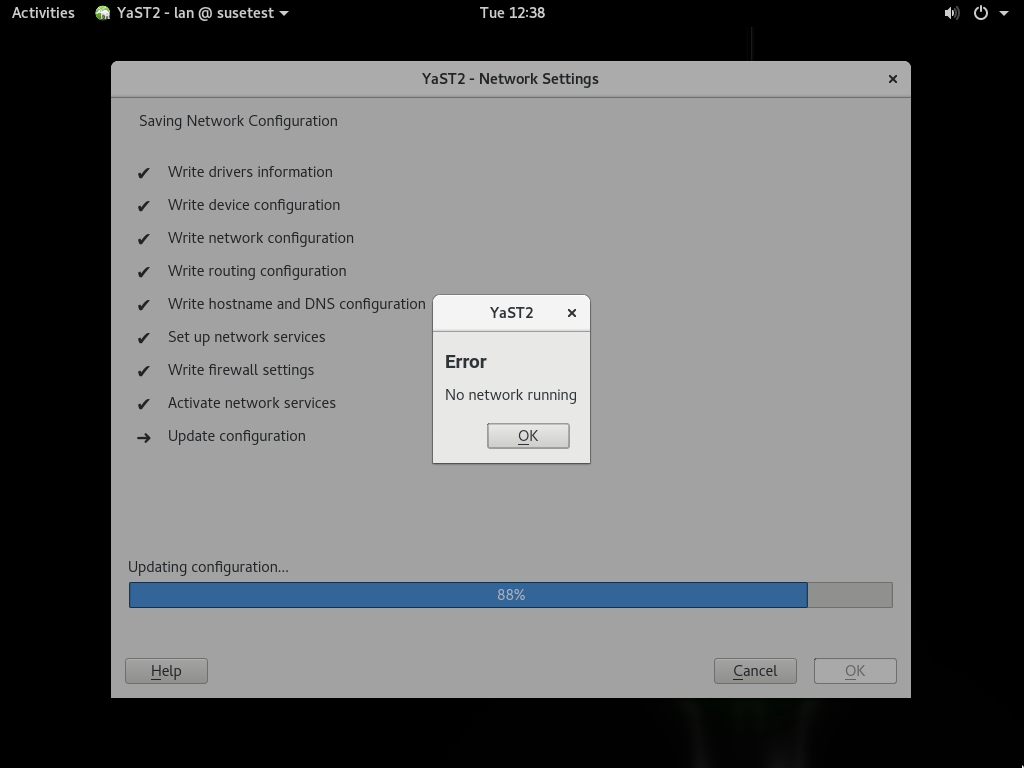 Activities YaST2 - lan @ susetest Tue 12:38
YaST2 - Network Settings
Saving Network Configuration
✔ Write drivers information
✔ Write device configuration
✔ Write network configuration
✔ Write routing configuration
✔ Write hostname and DNS configuration
✔ Set up network services
✔ Write firewall settings
✔ Activate network services
→ Update configuration
YaST2
Error
No network running
OK
Updating configuration...
88%
Help Cancel OK